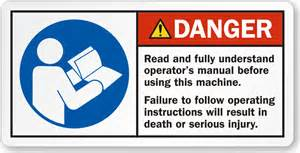 DANGER
Read and fully understand
operator's manual before
using this machine.
Failure to follow operating
instructions will result in
death or serious injury.